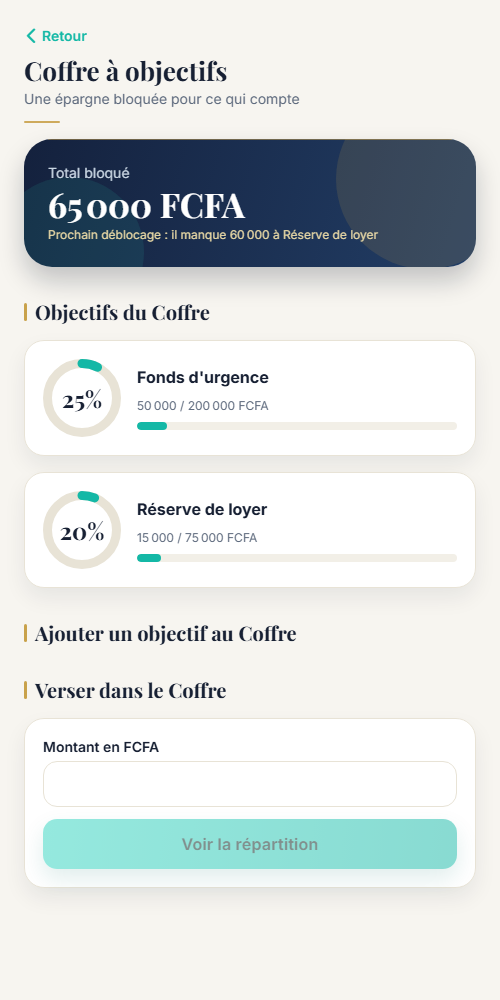 Retour
Coffre à objectifs
Une épargne bloquée pour ce qui compte
Total bloqué
65 000 FCFA
Prochain déblocage : il manque 60 000 à Réserve de loyer
Objectifs du Coffre
25%
Fonds d'urgence
50 000 / 200 000 FCFA
20%
Réserve de loyer
15 000 / 75 000 FCFA
Ajouter un objectif au Coffre
Verser dans le Coffre
Montant en FCFA
Voir la répartition